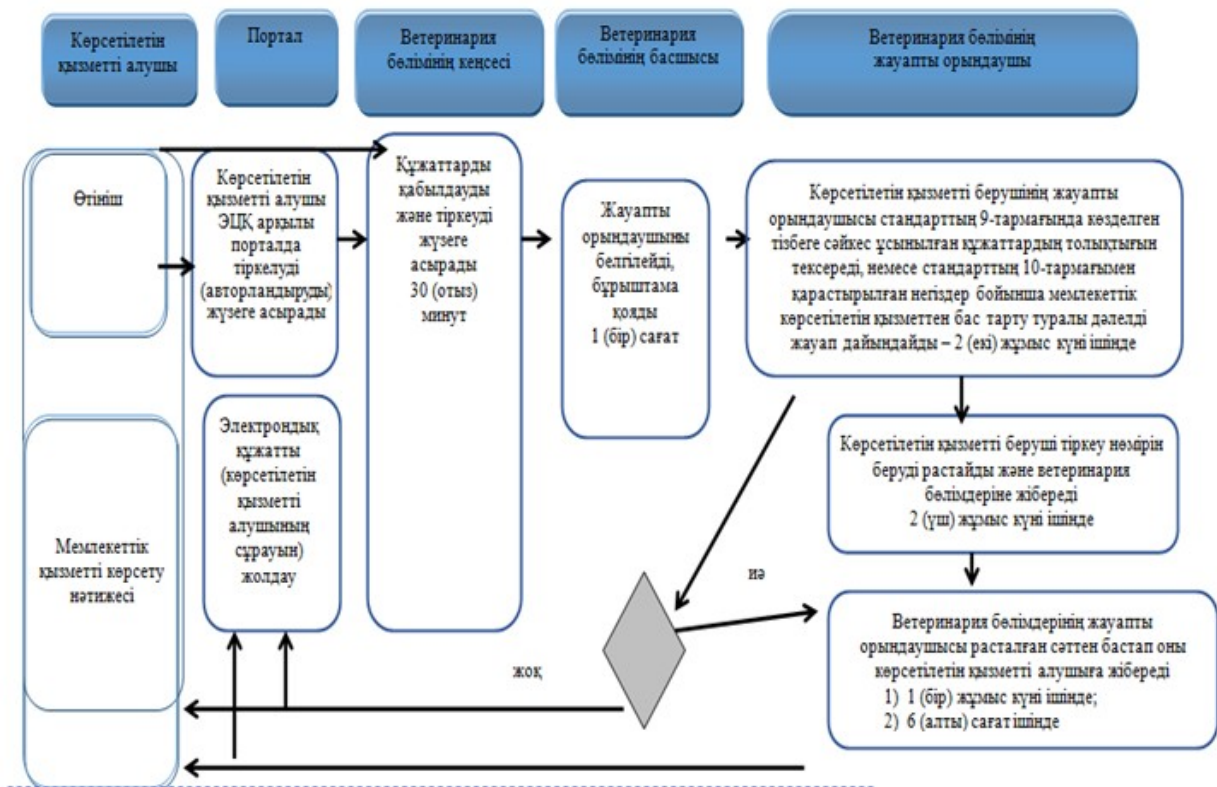 Көрсетілетін
қызметті алушы
Портал
Ветеринария
бөлімінің кеңсесі
Ветеринария
бөлімінің басшысы
Ветеринария бөлімінің
жауапты орындаушы
Өтініш
Көрсетілетін
қызметті алушы
ЭЦҚ арқылы
порталда
тіркелуді
(авторландыруды)
жүзеге асырады
Құжаттарды
қабылдауды
және тіркеуді
жүзеге
асырады
30 (отыз)
минут
Жауапты
орындаушыны
белгілейді,
бұрыштама
қояды
1 (бір) сағат
Көрсетілетін қызметті берушінің жауапты
орындаушысы стандарттың 9-тармағында көзделген
тізбеге сәйкес ұсынылған құжаттардың толықтығын
тексереді, немесе стандарттың 10-тармағымен
қарастырылған негіздер бойынша мемлекеттік
көрсетілетін қызметтен бас тарту туралы дәлелді
жауап дайындайды – 2 (екі) жұмыс күні ішінде
Мемлекеттік
қызметті көрсету
нәтижесі
Электрондық
құжатты
(көрсетілетін
қызметті
алушының
сұрауын)
жолдау
Көрсетілетін қызметті беруші тіркеу нөмірін
беруді растайды және ветеринария
бөлімдеріне жібереді
2 (үш) жұмыс күні ішінде
иә
жоқ
Ветеринария бөлімдерінің жауапты
орындаушысы расталған сәттен бастап оны
көрсетілетін қызметті алушыға жібереді
1) 1 (бір) жұмыс күні ішінде;
2) 6 (алты) сағат ішінде